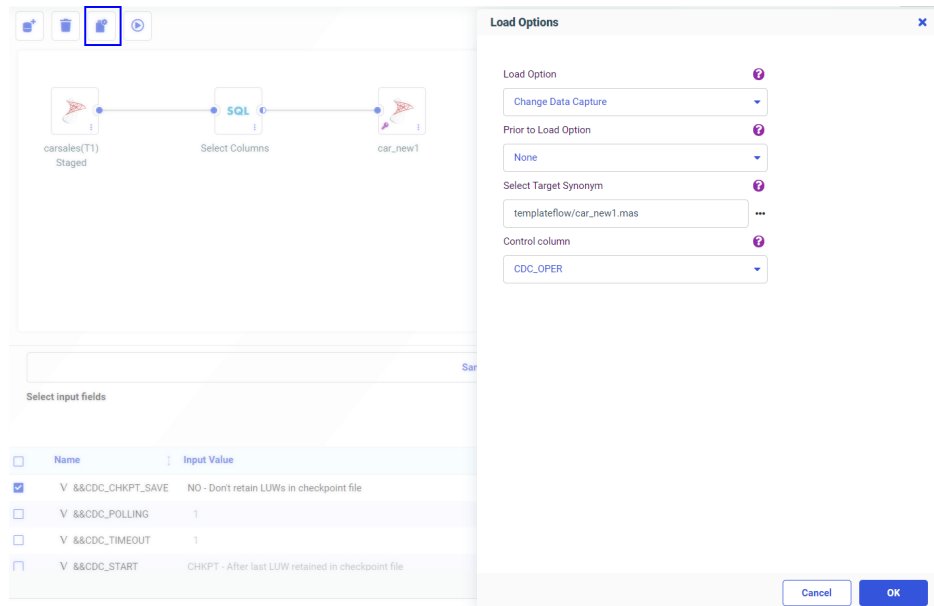 Load Options
SQL
carsales(T1)
Staged
Select Columns
car_new1
Load Option
Change Data Capture
Prior to Load Option
None
Select Target Synonym
templateflow/car_new1.mas
Control column
CDC_OPER
Select input fields
Name Input Value
V &&CDC_CHKPT_SAVE NO - Don't retain LUWs in checkpoint file
V &&CDC_POLLING 1
V &&CDC_TIMEOUT 1
V &&CDC_START CHKPT - After last LUW retained in checkpoint file
Cancel OK